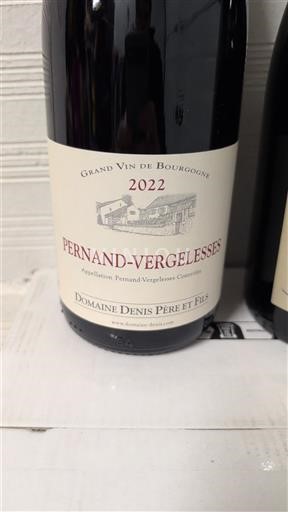 Grand Vin de Bourgogne
2022
PERNAND-VERGELESSES
Appellation Pernand-Vergelesses Contrôlée
Domaine Denis Père et Fils
www.domaine-denis.com